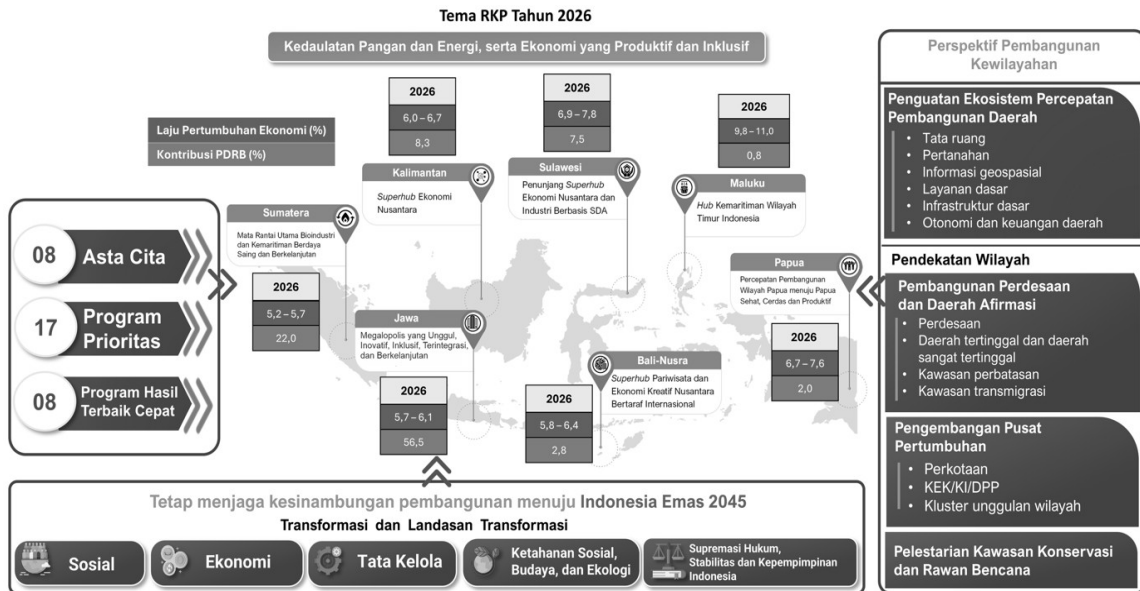 Tema RKP Tahun 2026
Kedaulatan Pangan dan Energi, serta Ekonomi yang Produktif dan Inklusif
Laju Pertumbuhan Ekonomi (%)
Kontribusi PDRB (%)
2026
6,0 – 6,7
8,3
Kalimantan
Superhub Ekonomi
Nusantara
2026
6,9 – 7,8
7,5
Sulawesi
Penunjang Superhub
Ekonomi Nusantara dan
Industri Berbasis SDA
2026
9,8 – 11,0
0,8
Maluku
Hub Kemaritiman Wilayah
Timur Indonesia
Sumatera
Mata Rantai Utama Bioindustri
dan Kemaritiman Berdaya
Saing dan Berkelanjutan
2026
5,2 – 5,7
22,0
Jawa
Megalopolis yang Unggul,
Inovatif, Inklusif, Terintegrasi,
dan Berkelanjutan
2026
5,7 – 6,1
56,5
Bali-Nusra
Superhub Pariwisata dan
Ekonomi Kreatif Nusantara
Bertaraf Internasional
2026
5,8 – 6,4
2,8
Papua
Percepatan Pembangunan
Wilayah Papua menuju Papua
Sehat, Cerdas dan Produktif
2026
6,7 – 7,6
2,0
08
Asta Cita
17
Program
Prioritas
08
Program Hasil
Terbaik Cepat
Perspektif Pembangunan
Kewilayahan
Penguatan Ekosistem Percepatan
Pembangunan Daerah
• Tata ruang
• Pertanahan
• Informasi geospasial
• Layanan dasar
• Infrastruktur dasar
• Otonomi dan keuangan daerah
Pendekatan Wilayah
Pembangunan Perdesaan
dan Daerah Afirmasi
• Perdesaan
• Daerah tertinggal dan daerah
sangat tertinggal
• Kawasan perbatasan
• Kawasan transmigrasi
Pengembangan Pusat
Pertumbuhan
• Perkotaan
• KEK/KI/DPP
• Kluster unggulan wilayah
Pelestarian Kawasan Konservasi
dan Rawan Bencana
Tetap menjaga kesinambungan pembangunan menuju Indonesia Emas 2045
Transformasi dan Landasan Transformasi
Sosial
Ekonomi
Tata Kelola
Ketahanan Sosial,
Budaya, dan Ekologi
Supremasi Hukum,
Stabilitas dan Kepempimpinan
Indonesia